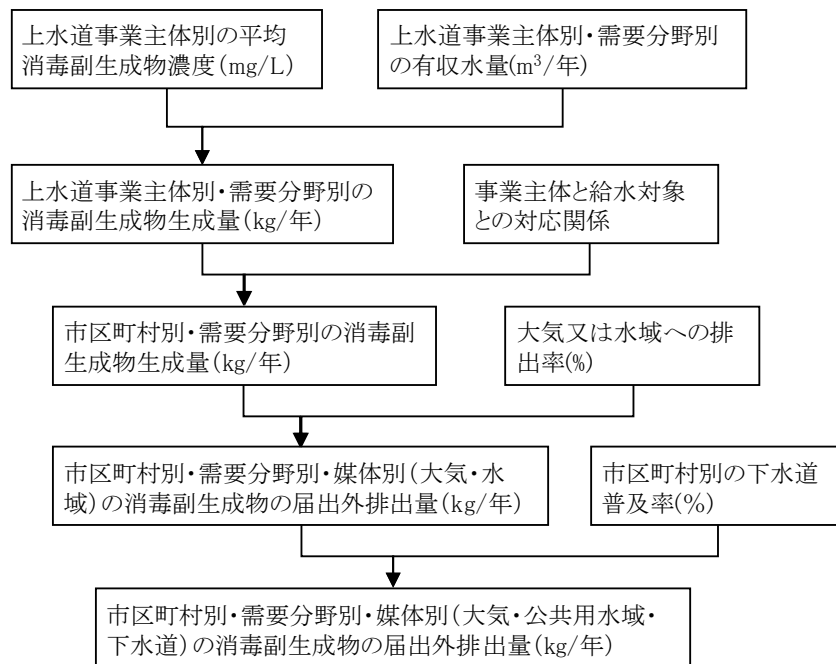 上水道事業主体別の平均
消毒副生成物濃度(mg/L)
上水道事業主体別・需要分野別
の有収水量(m³/年)
上水道事業主体別・需要分野別の
消毒副生成物生成量(kg/年)
事業主体と給水対象
との対応関係
市区町村別・需要分野別の消毒副
生成物生成量(kg/年)
大気又は水域への排
出率(%)
市区町村別・需要分野別・媒体別(大気・水
域)の消毒副生成物の届出外排出量(kg/年)
市区町村別の下水道
普及率(%)
市区町村別・需要分野別・媒体別(大気・公共用水域・
下水道)の消毒副生成物の届出外排出量(kg/年)